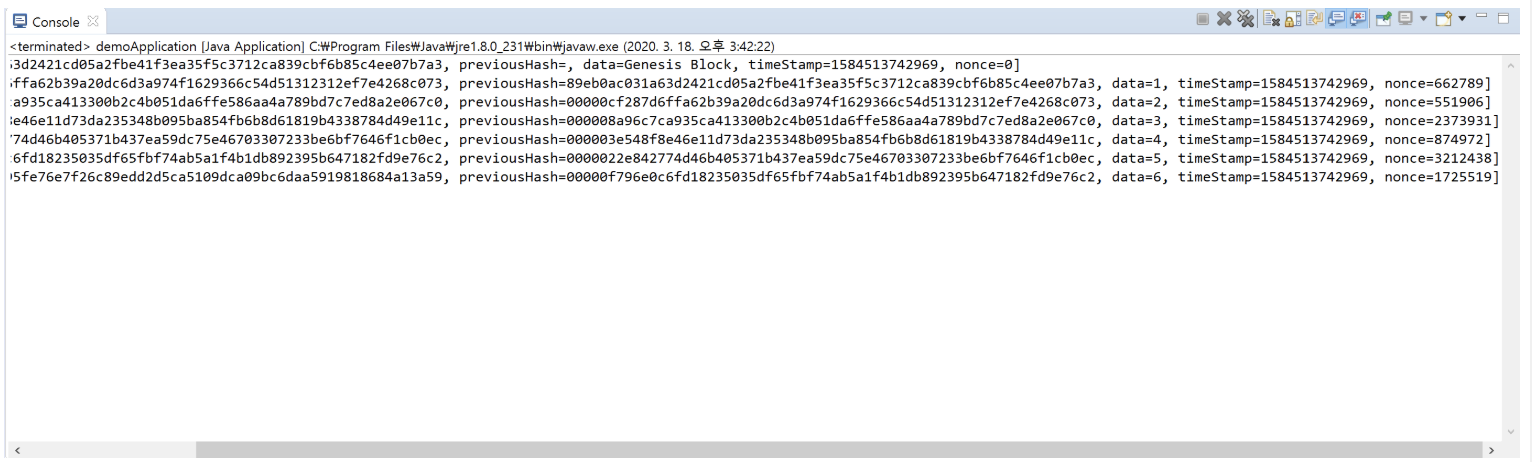 Console
<terminated> demoApplication [Java Application] C:₩Program Files₩Java₩jre1.8.0_231₩bin₩javaw.exe (2020. 3. 18. 오후 3:42:22)
3d2421cd05a2fbe41f3ea35f5c3712ca839cbf6b85c4ee07b7a3, previousHash=, data=Genesis Block, timeStamp=1584513742969, nonce=0]
ffa62b39a20dc6d3a974f1629366c54d51312312ef7e4268c073, previousHash=89eb0ac031a63d2421cd05a2fbe41f3ea35f5c3712ca839cbf6b85c4ee07b7a3, data=1, timeStamp=1584513742969, nonce=662789]
a935ca413300b2c4b051da6ffe586aa4a789bd7c7ed8a2e067c0, previousHash=00000cf287d6ffa62b39a20dc6d3a974f1629366c54d51312312ef7e4268c073, data=2, timeStamp=1584513742969, nonce=551906]
e46e11d73da235348b095ba854fb6b8d61819b4338784d49e11c, previousHash=000008a96c7ca935ca413300b2c4b051da6ffe586aa4a789bd7c7ed8a2e067c0, data=3, timeStamp=1584513742969, nonce=2373931]
74d46b405371b437ea59dc75e46703307233be6bf7646f1cb0ec, previousHash=000003e548f8e46e11d73da235348b095ba854fb6b8d61819b4338784d49e11c, data=4, timeStamp=1584513742969, nonce=874972]
6fd18235035df65fbf74ab5a1f4b1db892395b647182fd9e76c2, previousHash=0000022e842774d46b405371b437ea59dc75e46703307233be6bf7646f1cb0ec, data=5, timeStamp=1584513742969, nonce=3212438]
5fe76e7f26c89edd2d5ca5109dca09bc6daa5919818684a13a59, previousHash=00000f796e0c6fd18235035df65fbf74ab5a1f4b1db892395b647182fd9e76c2, data=6, timeStamp=1584513742969, nonce=1725519]